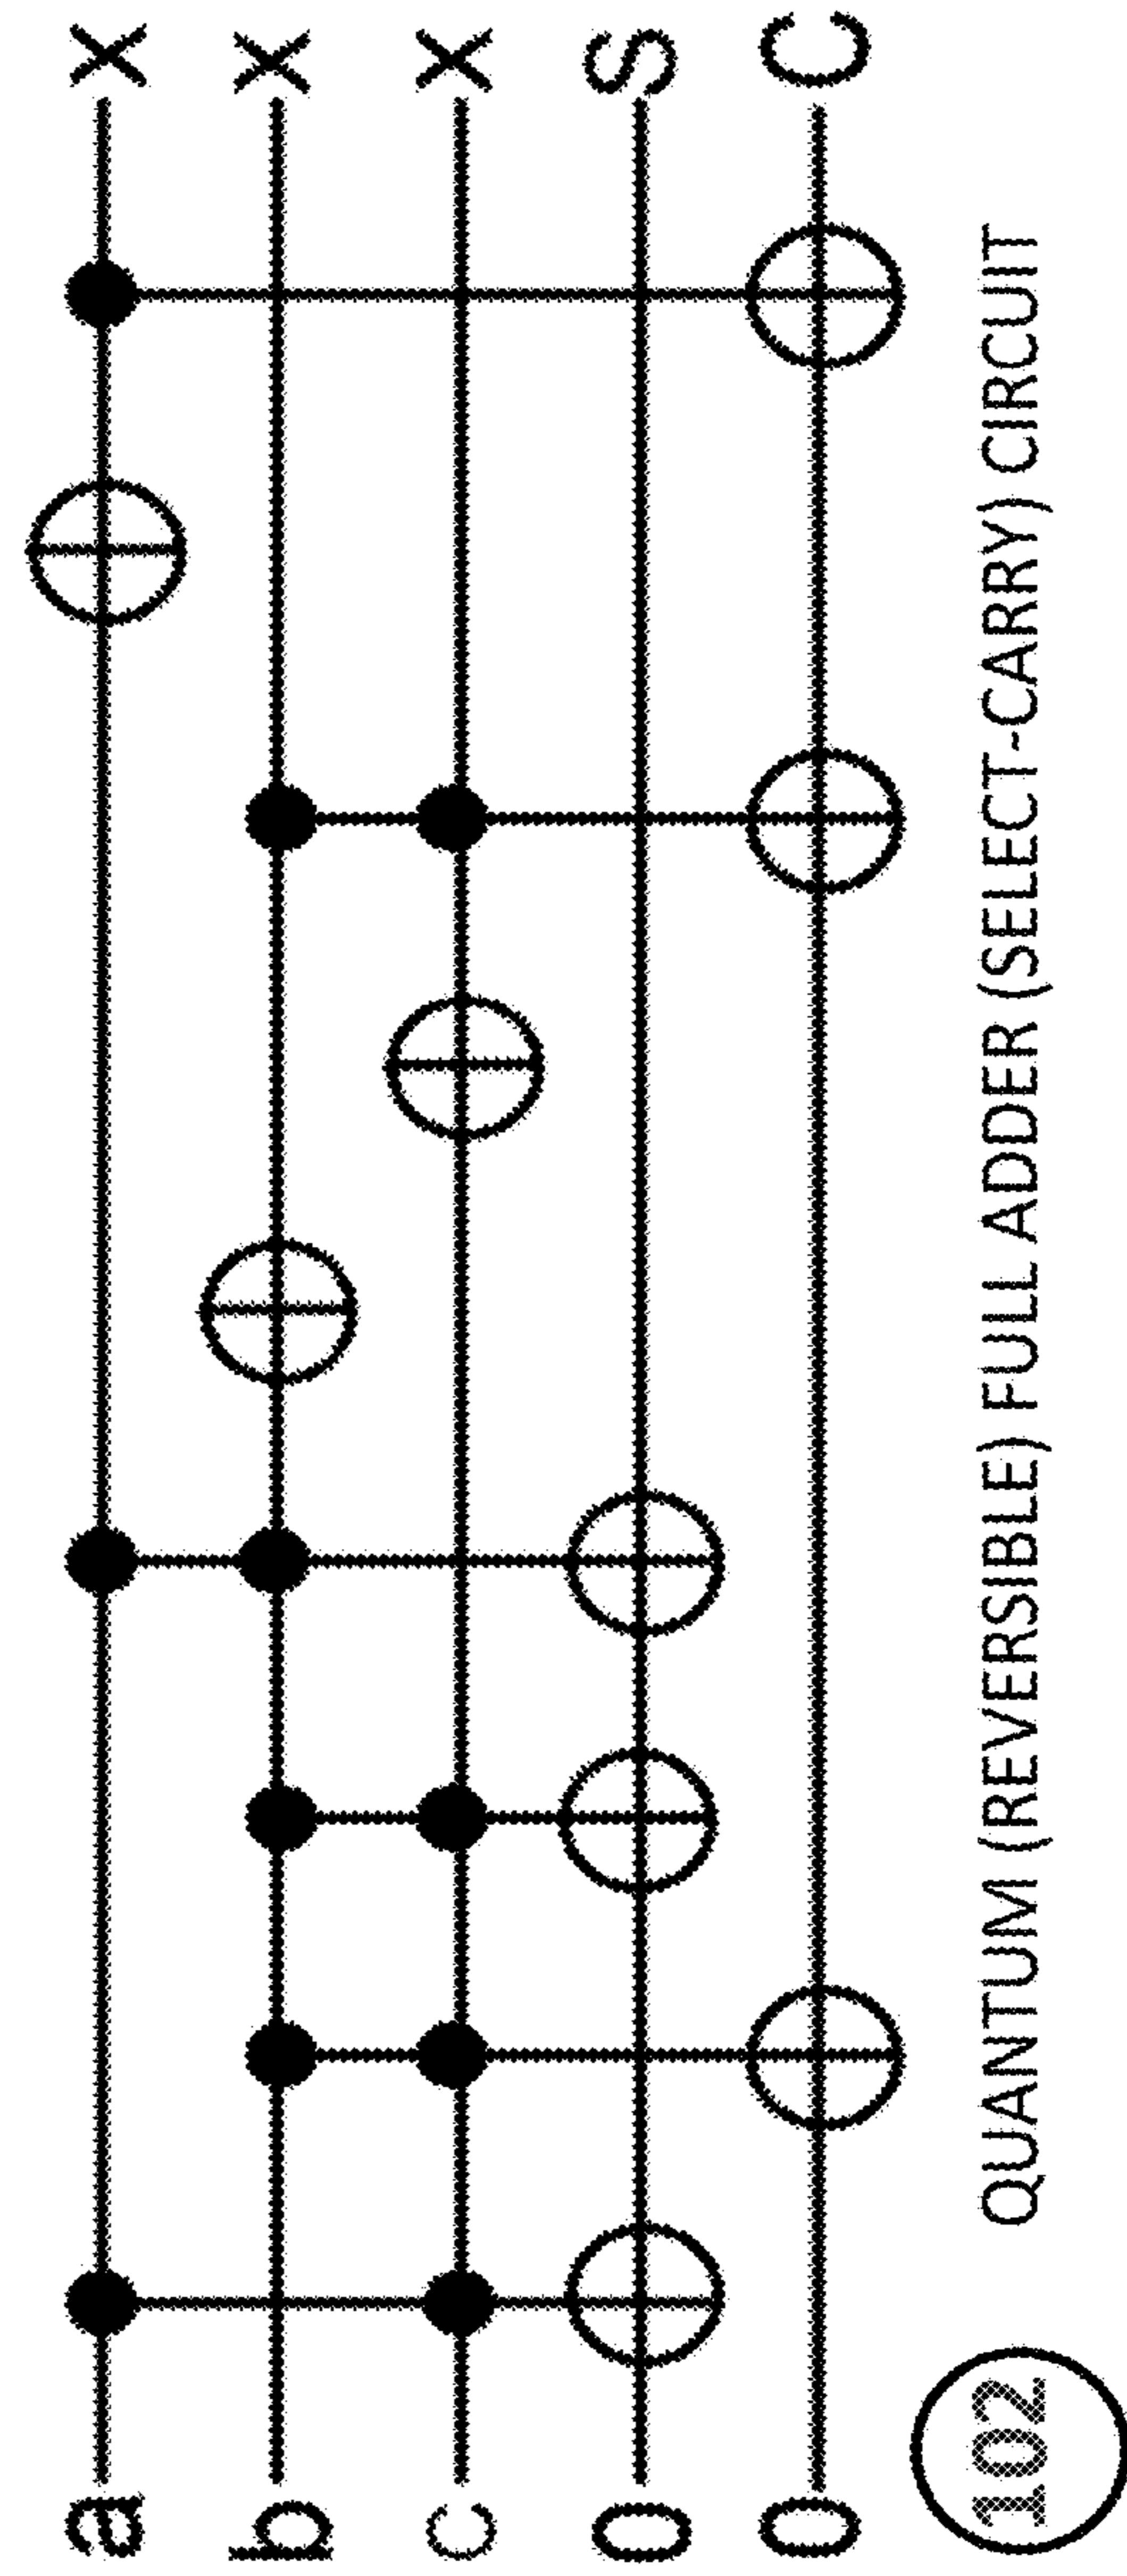 a X
b X
c X
0 S
0 C
102 QUANTUM (REVERSIBLE) FULL ADDER (SELECT-CARRY) CIRCUIT